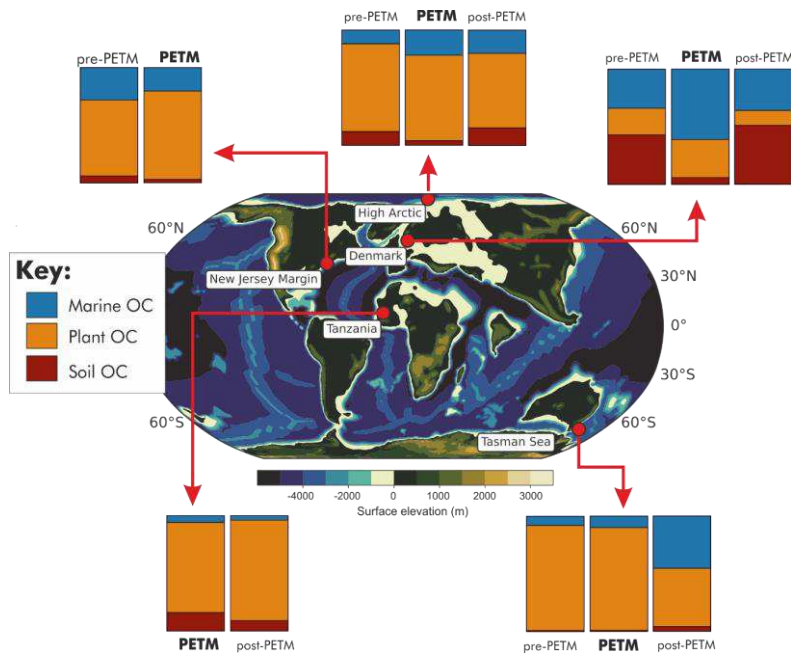 pre-PETM PETM post-PETM
pre-PETM PETM
pre-PETM PETM post-PETM
High Arctic
60°N 60°N
Denmark
Key:
New Jersey Margin
30°N
Marine OC
Plant OC
Tanzania
0°
Soil OC
30°S
60°S 60°S
Tasman Sea
-4000 -2000 0 2000 3000
Surface elevation (m)
PETM post-PETM
pre-PETM PETM post-PETM